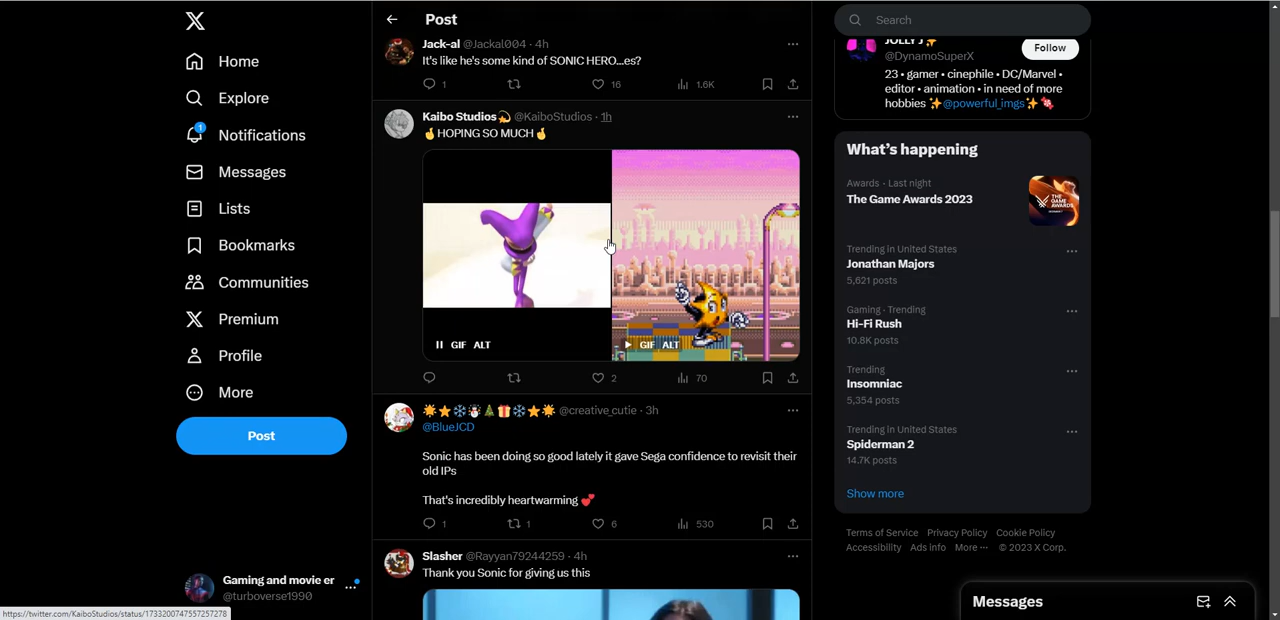 Home
Explore
1
Notifications
Messages
Lists
Bookmarks
Communities
Premium
Profile
More
Post
Gaming and movie er
@turboverse1990
https://twitter.com/KaiboStudios/status/1733200747557257278
Post
Jack-al @Jackal004 · 4h
It's like he's some kind of SONIC HERO...es?
1 16 1.6K
Kaibo Studios💫 @KaiboStudios · 1h
🤞HOPING SO MUCH🤞
GIF ALT
GIF ALT
2 70
☀️⭐❄️☃️🎄🎁❄️⭐☀️ @creative_cutie · 3h
@BlueJCD
Sonic has been doing so good lately it gave Sega confidence to revisit their
old IPs
That's incredibly heartwarming 💕
1 1 6 530
Slasher @Rayyan79244259 · 4h
Thank you Sonic for giving us this
Search
JOLLY J✨
@DynamoSuperX
Follow
23 • gamer • cinephile • DC/Marvel •
editor • animation • in need of more
hobbies ✨@powerful_imgs✨🍬
What's happening
Awards · Last night
The Game Awards 2023
Trending in United States
Jonathan Majors
5,621 posts
Gaming · Trending
Hi-Fi Rush
10.8K posts
Trending
Insomniac
5,354 posts
Trending in United States
Spiderman 2
14.7K posts
Show more
Terms of Service Privacy Policy Cookie Policy
Accessibility Ads info More ··· © 2023 X Corp.
Messages